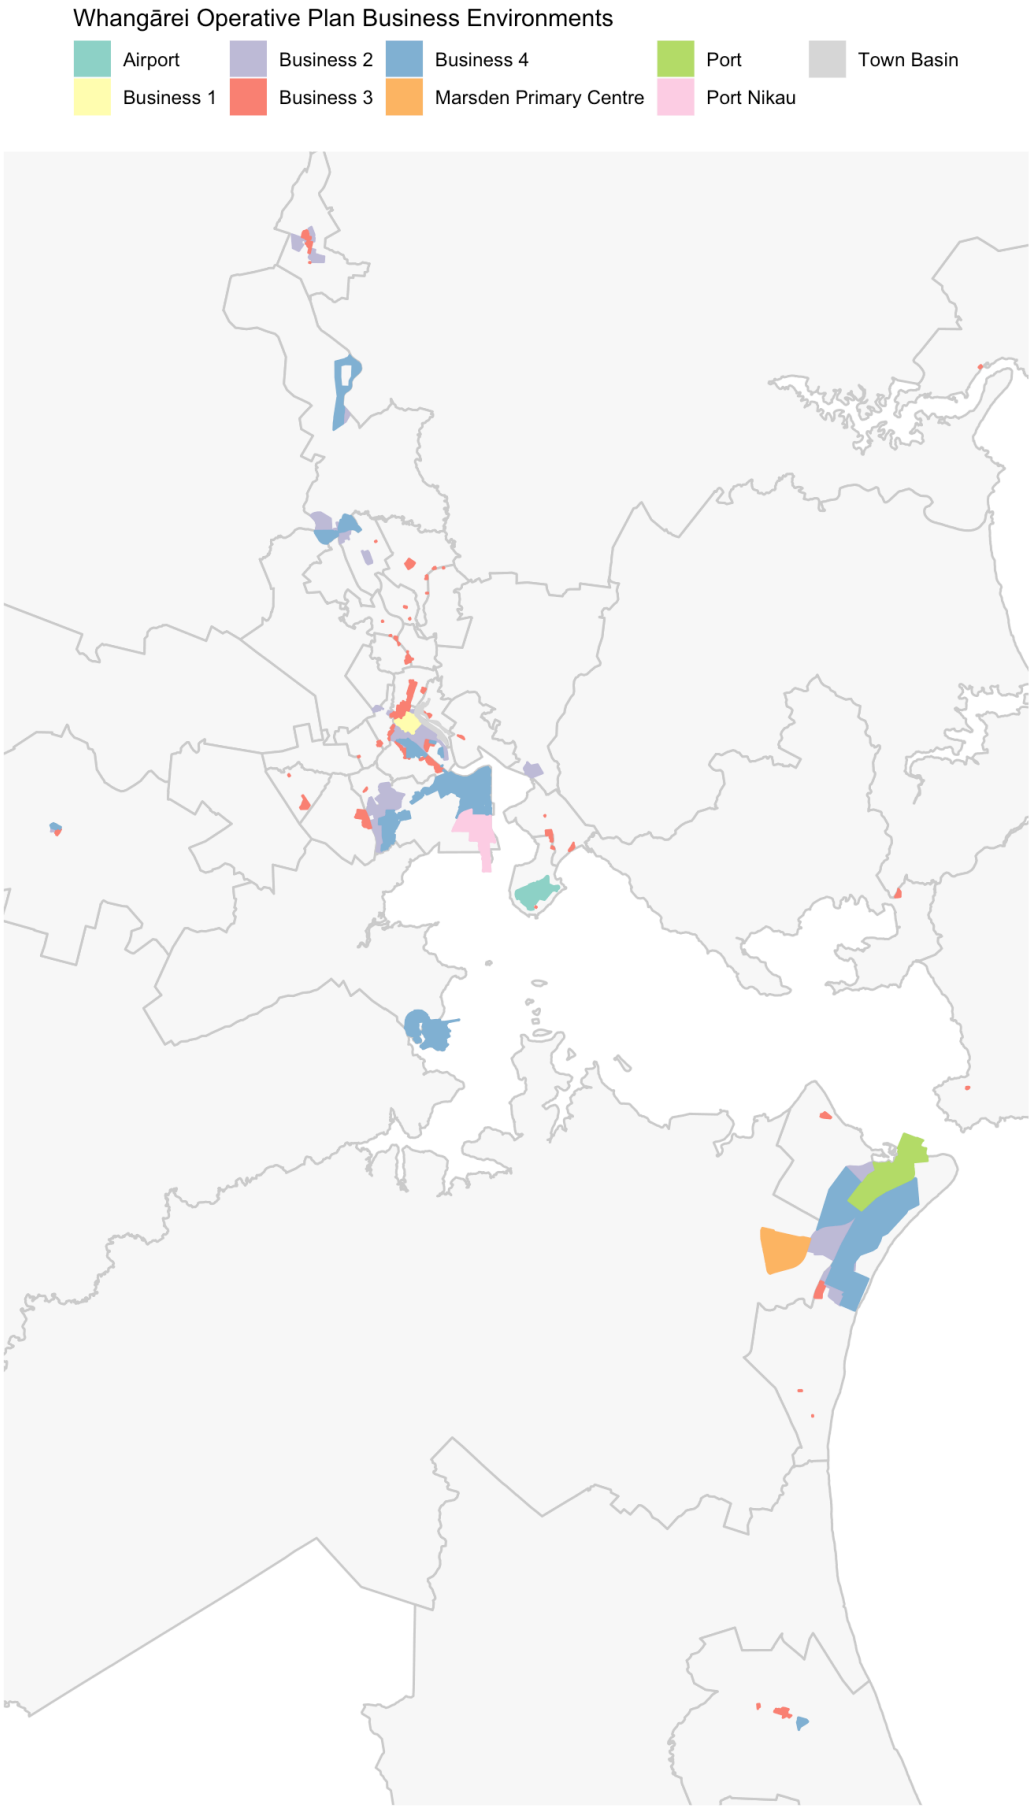 Whangārei Operative Plan Business Environments
Airport Business 2 Business 4 Port Town Basin
Business 1 Business 3 Marsden Primary Centre Port Nikau